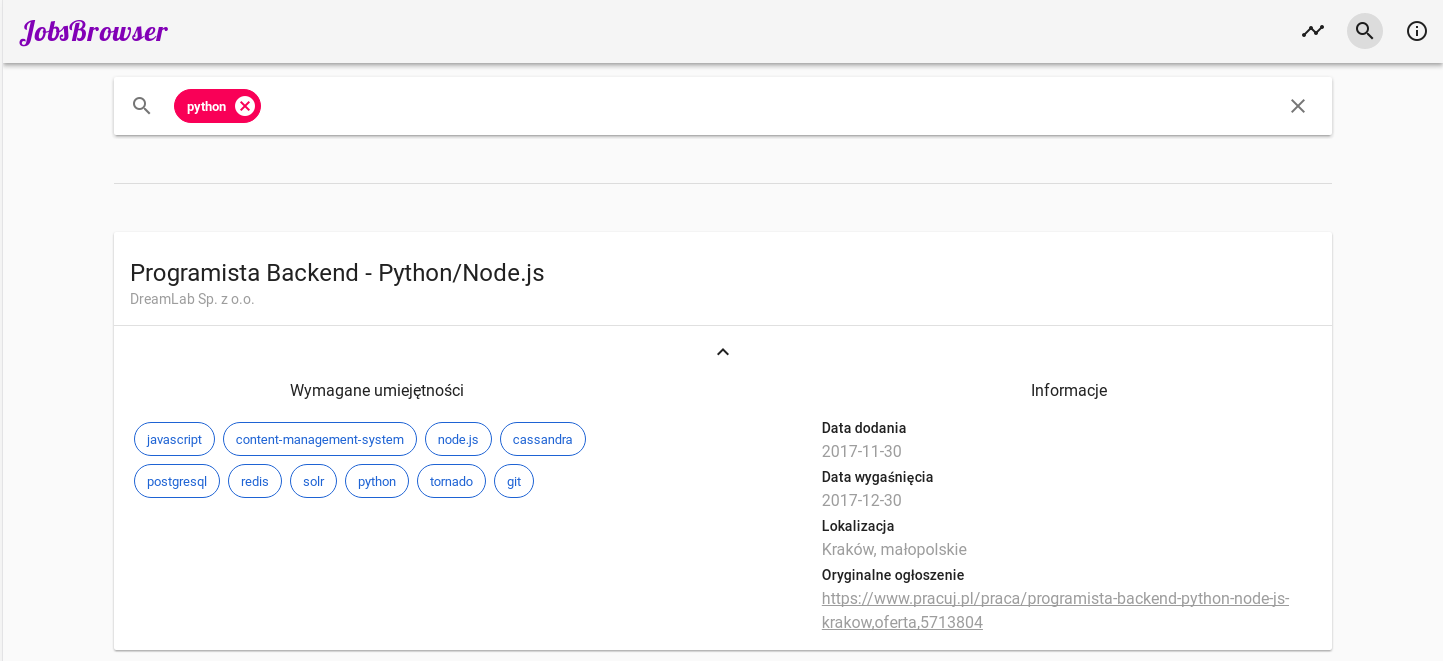 JobsBrowser
python
Programista Backend - Python/Node.js
DreamLab Sp. z o.o.
Wymagane umiejętności
javascript content-management-system node.js cassandra
postgresql redis solr python tornado git
Informacje
Data dodania
2017-11-30
Data wygaśnięcia
2017-12-30
Lokalizacja
Kraków, małopolskie
Oryginalne ogłoszenie
https://www.pracuj.pl/praca/programista-backend-python-node-js-
krakow,oferta,5713804